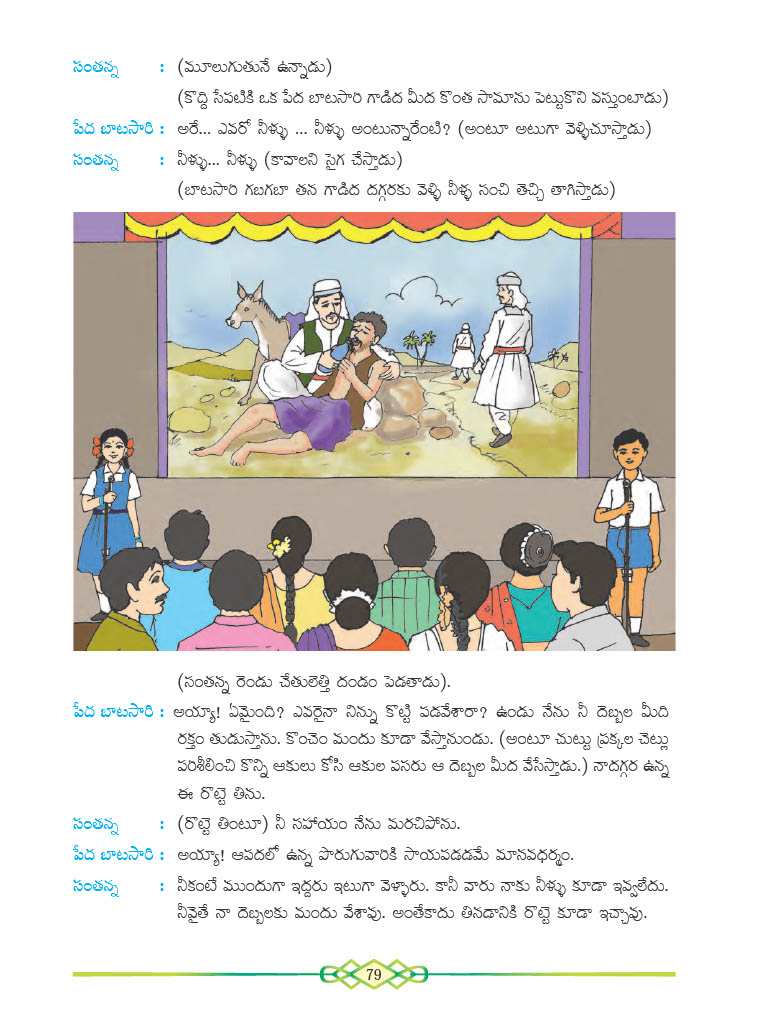 సంతన్న : (మూలుగుతునే ఉన్నాడు)
(కొద్ది సేపటికి ఒక పేద బాటసారి గాడిద మీద కొంత సామాను పెట్టుకొని వస్తుంటాడు)
పేద బాటసారి : అరే... ఎవరో నీళ్ళు ... నీళ్ళు అంటున్నారేంటి? (అంటూ అటుగా వెళ్ళిచూస్తాడు)
సంతన్న : నీళ్ళు... నీళ్ళు (కావాలని సైగ చేస్తాడు)
(బాటసారి గబగబా తన గాడిద దగ్గరకు వెళ్ళి నీళ్ళ సంచి తెచ్చి తాగిస్తాడు)
(సంతన్న రెండు చేతులెత్తి దండం పెడతాడు).
పేద బాటసారి : అయ్యా! ఏమైంది? ఎవరైనా నిన్ను కొట్టి పడవేశారా? ఉండు నేను నీ దెబ్బల మీది
రక్తం తుడుస్తాను. కొంచెం మందు కూడా వేస్తానుండు. (అంటూ చుట్టు ప్రక్కల చెట్లు
పరిశీలించి కొన్ని ఆకులు కోసి ఆకుల పసరు ఆ దెబ్బల మీద వేసేస్తాడు.) నాదగ్గర ఉన్న
ఈ రొట్టె తిను.
సంతన్న : (రొట్టె తింటూ) నీ సహాయం నేను మరచిపోను.
పేద బాటసారి : అయ్యా! ఆపదలో ఉన్న పొరుగువారికి సాయపడడమే మానవధర్మం.
సంతన్న : నీకంటే ముందుగా ఇద్దరు ఇటుగా వెళ్ళారు. కానీ వారు నాకు నీళ్ళు కూడా ఇవ్వలేదు.
నీవైతే నా దెబ్బలకు మందు వేశావు. అంతేకాదు తినడానికి రొట్టె కూడా ఇచ్చావు.
79